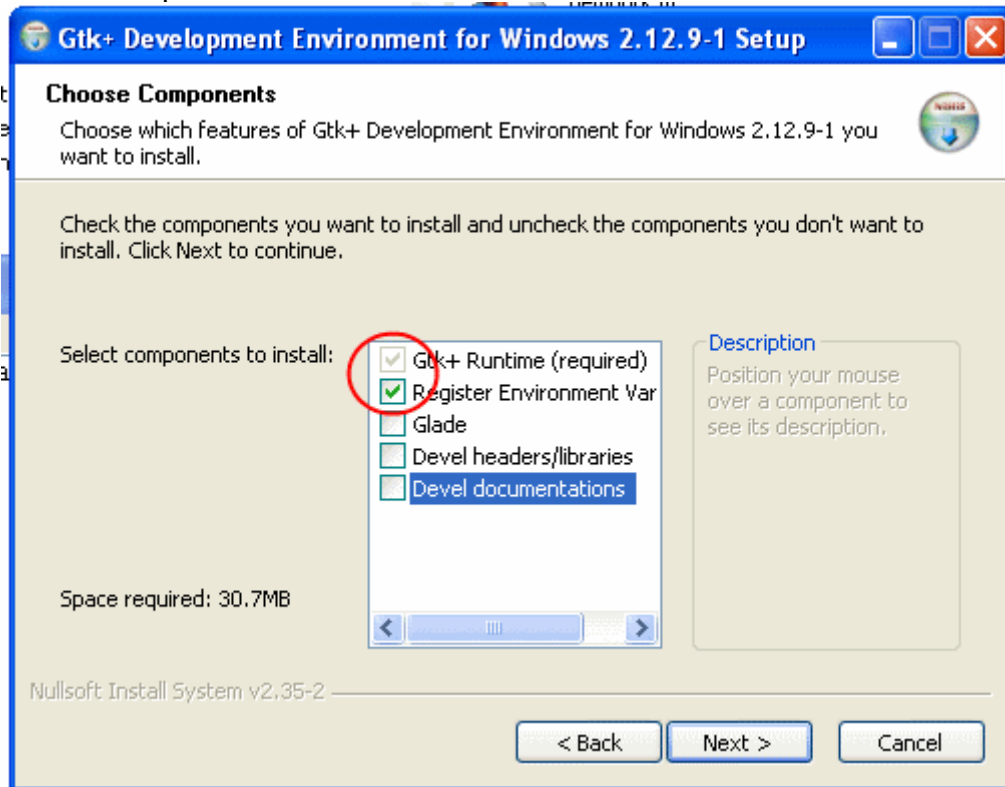 Gtk+ Development Environment for Windows 2.12.9-1 Setup
Choose Components
Choose which features of Gtk+ Development Environment for Windows 2.12.9-1 you
want to install.
Check the components you want to install and uncheck the components you don't want to
install. Click Next to continue.
Select components to install:
Gtk+ Runtime (required)
Register Environment Var
Glade
Devel headers/libraries
Devel documentations
Description
Position your mouse
over a component to
see its description.
Space required: 30.7MB
Nullsoft Install System v2.35-2
< Back
Next >
Cancel